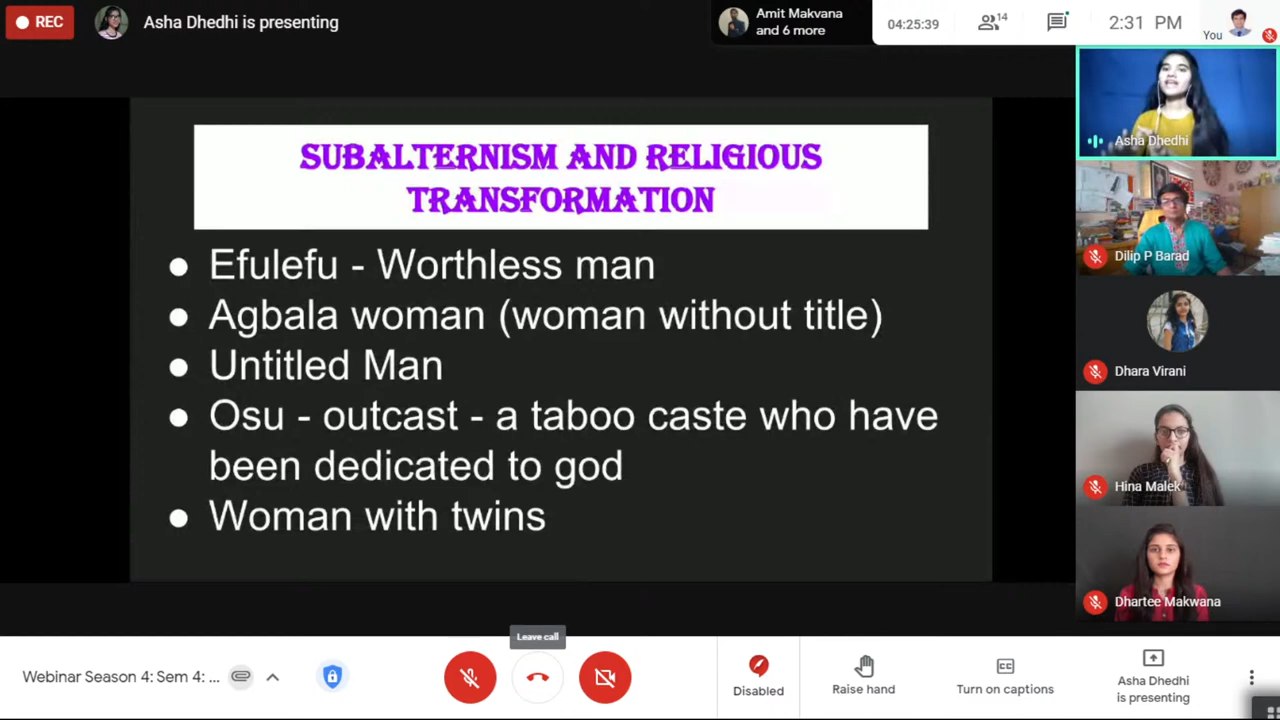 REC
Asha Dhedhi is presenting
Amit Makvana
and 6 more
04:25:39
14
2:31 PM
You
SUBALTERNISM AND RELIGIOUS
TRANSFORMATION
● Efulefu - Worthless man
● Agbala woman (woman without title)
● Untitled Man
● Osu - outcast - a taboo caste who have
been dedicated to god
● Woman with twins
Asha Dhedhi
Dilip P Barad
Dhara Virani
Hina Malek
Dhartee Makwana
Leave call
Webinar Season 4: Sem 4: ...
Disabled
Raise hand
CC
Turn on captions
Asha Dhedhi
is presenting